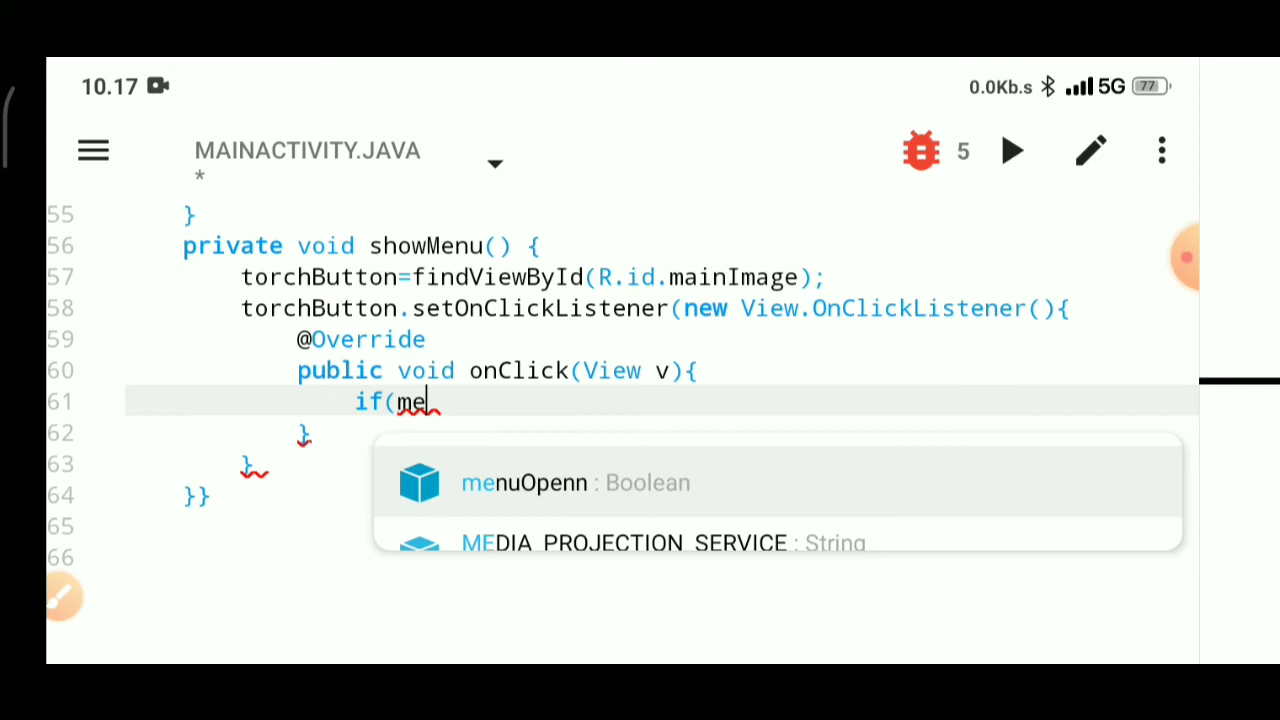 10.17
0.0Kb.s 5G 77
MAINACTIVITY.JAVA
*
5
55 }
56 private void showMenu() {
57 torchButton=findViewById(R.id.mainImage);
58 torchButton.setOnClickListener(new View.OnClickListener(){
59 @Override
60 public void onClick(View v){
61 if(me
62 }
63 }
64 }}
65
66
menuOpenn : Boolean
MEDIA_PROJECTION_SERVICE : String